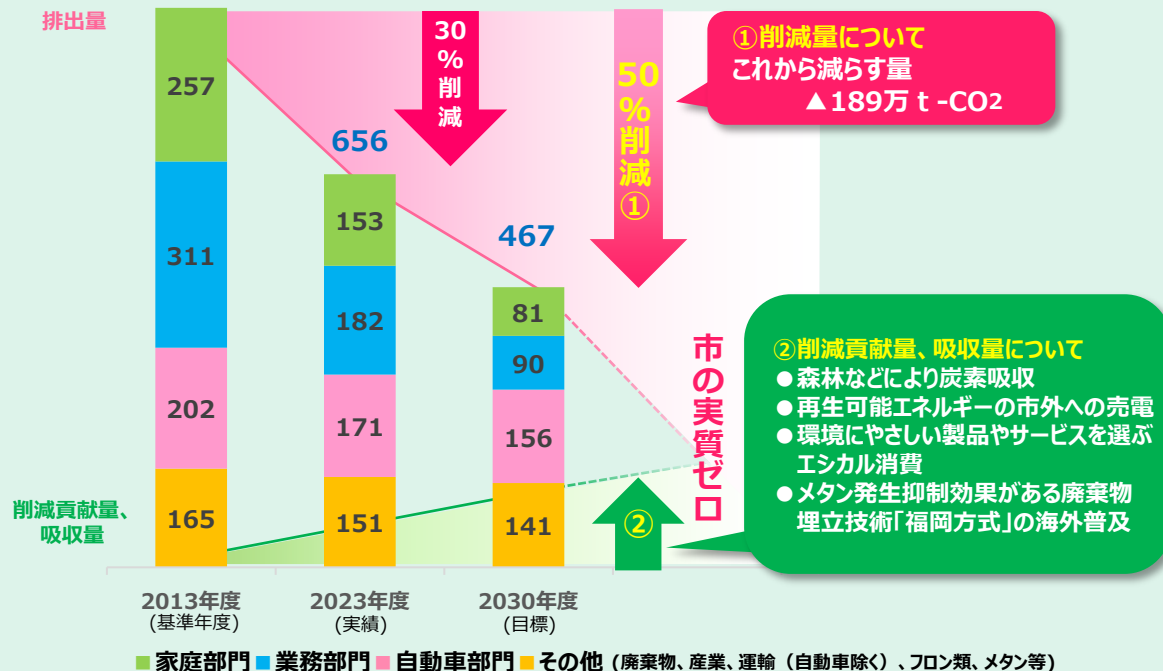 排出量
30%削減
50%削減①
①削減量について
これから減らす量
▲189万ｔ-CO2
257
311
202
165
656
153
182
171
151
467
81
90
156
141
市の実質ゼロ
②削減貢献量、吸収量について
●森林などにより炭素吸収
●再生可能エネルギーの市外への売電
●環境にやさしい製品やサービスを選ぶ
エシカル消費
●メタン発生抑制効果がある廃棄物
埋立技術「福岡方式」の海外普及
削減貢献量、
吸収量
②
2013年度
(基準年度)
2023年度
(実績)
2030年度
(目標)
■家庭部門■業務部門■自動車部門■その他（廃棄物、産業、運輸（自動車除く）、フロン類、メタン等）